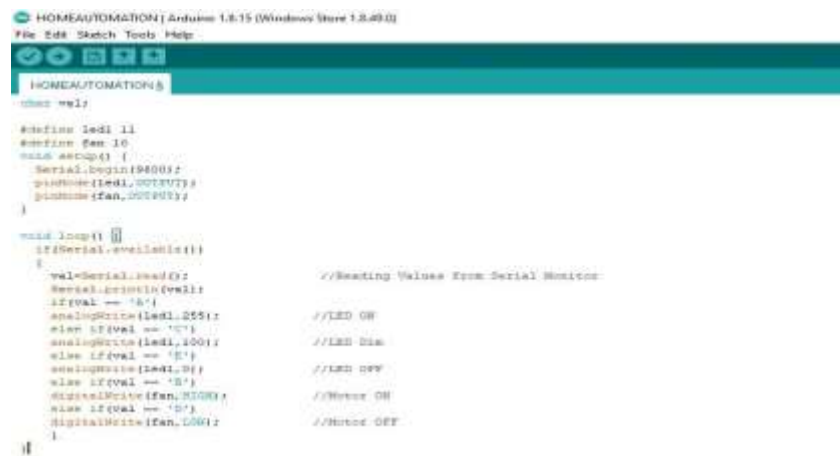 HOMEAUTOMATION | Arduino 1.8.15 (Windows Store 1.8.49.0)
File Edit Sketch Tools Help
HOMEAUTOMATION §
char val;
#define led1 11
#define fan 10
void setup() {
Serial.begin(9600);
pinMode(led1,OUTPUT);
pinMode(fan,OUTPUT);
}
void loop() {
if(Serial.available())
{
val=Serial.read(); //Reading Values from Serial Monitor
Serial.println(val);
if(val == 'A')
analogWrite(led1,255); //LED ON
else if(val == 'C')
analogWrite(led1,100); //LED Dim
else if(val == 'E')
analogWrite(led1,0); //LED OFF
else if(val == 'B')
digitalWrite(fan,HIGH); //Motor ON
else if(val == 'D')
digitalWrite(fan,LOW); //Motor OFF
}
}